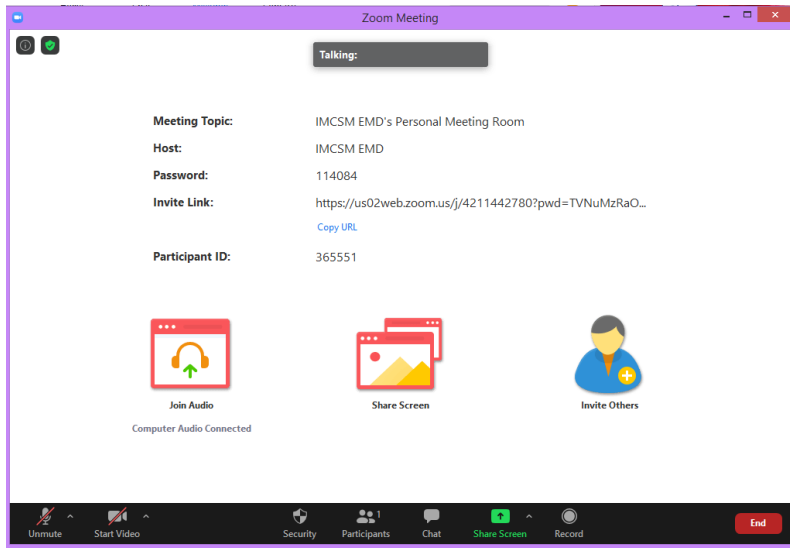 Zoom Meeting
Talking:
Meeting Topic: IMCSM EMD's Personal Meeting Room
Host: IMCSM EMD
Password: 114084
Invite Link: https://us02web.zoom.us/j/4211442780?pwd=TVNuMzRaO...
Copy URL
Participant ID: 365551
Join Audio Share Screen Invite Others
Computer Audio Connected
1
Unmute Start Video Security Participants Chat Share Screen Record End